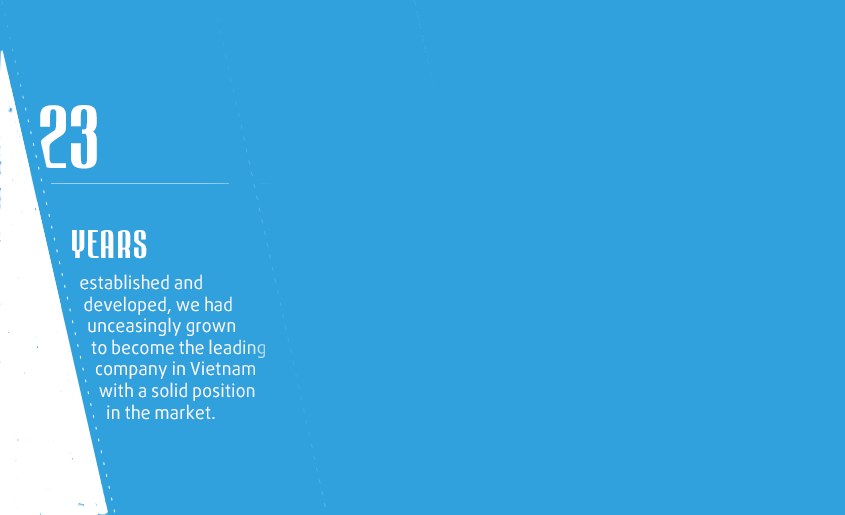 23
YEARS
established and
developed, we had
unceasingly grown
to become the leading
company in Vietnam
with a solid position
in the market.